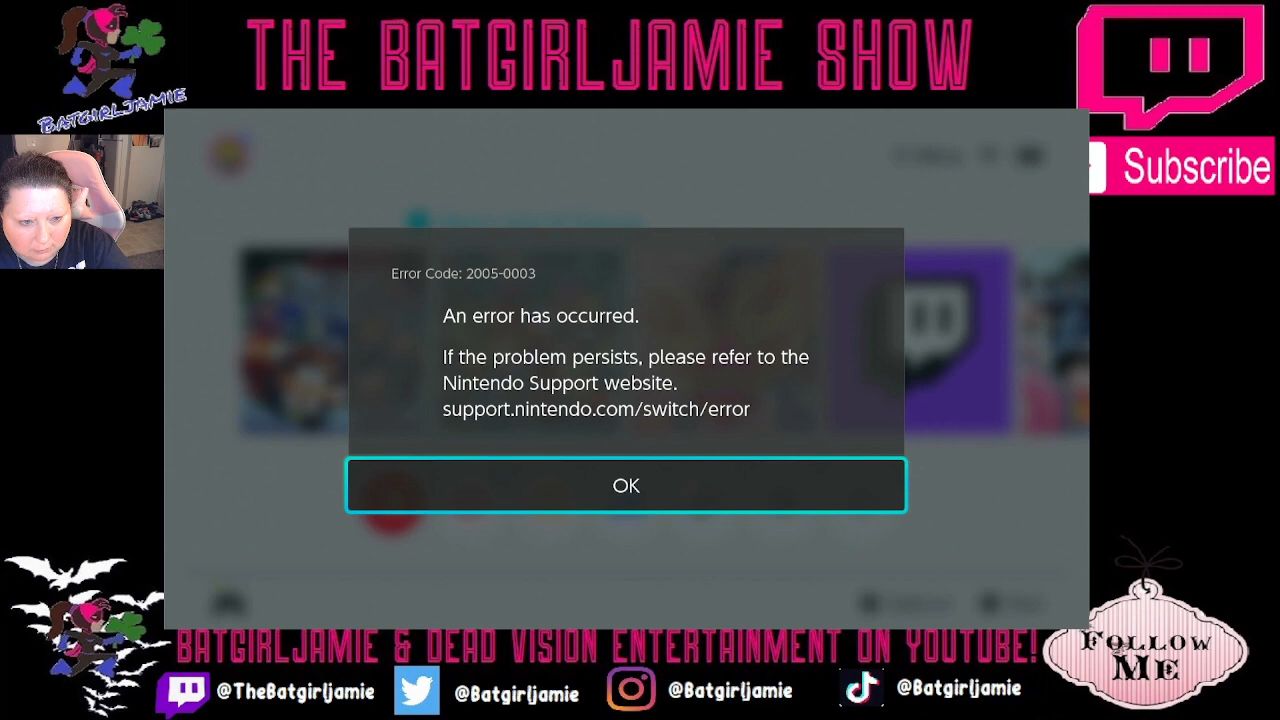 THE BATGIRLJAMIE SHOW
BATGIRLJAMIE
Subscribe
Error Code: 2005-0003
An error has occurred.
If the problem persists, please refer to the
Nintendo Support website.
support.nintendo.com/switch/error
OK
BATGIRLJAMIE & DEAD VISION ENTERTAINMENT ON YOUTUBE!
@TheBatgirljamie
@Batgirljamie
@Batgirljamie
@Batgirljamie
FOLLOW
ME